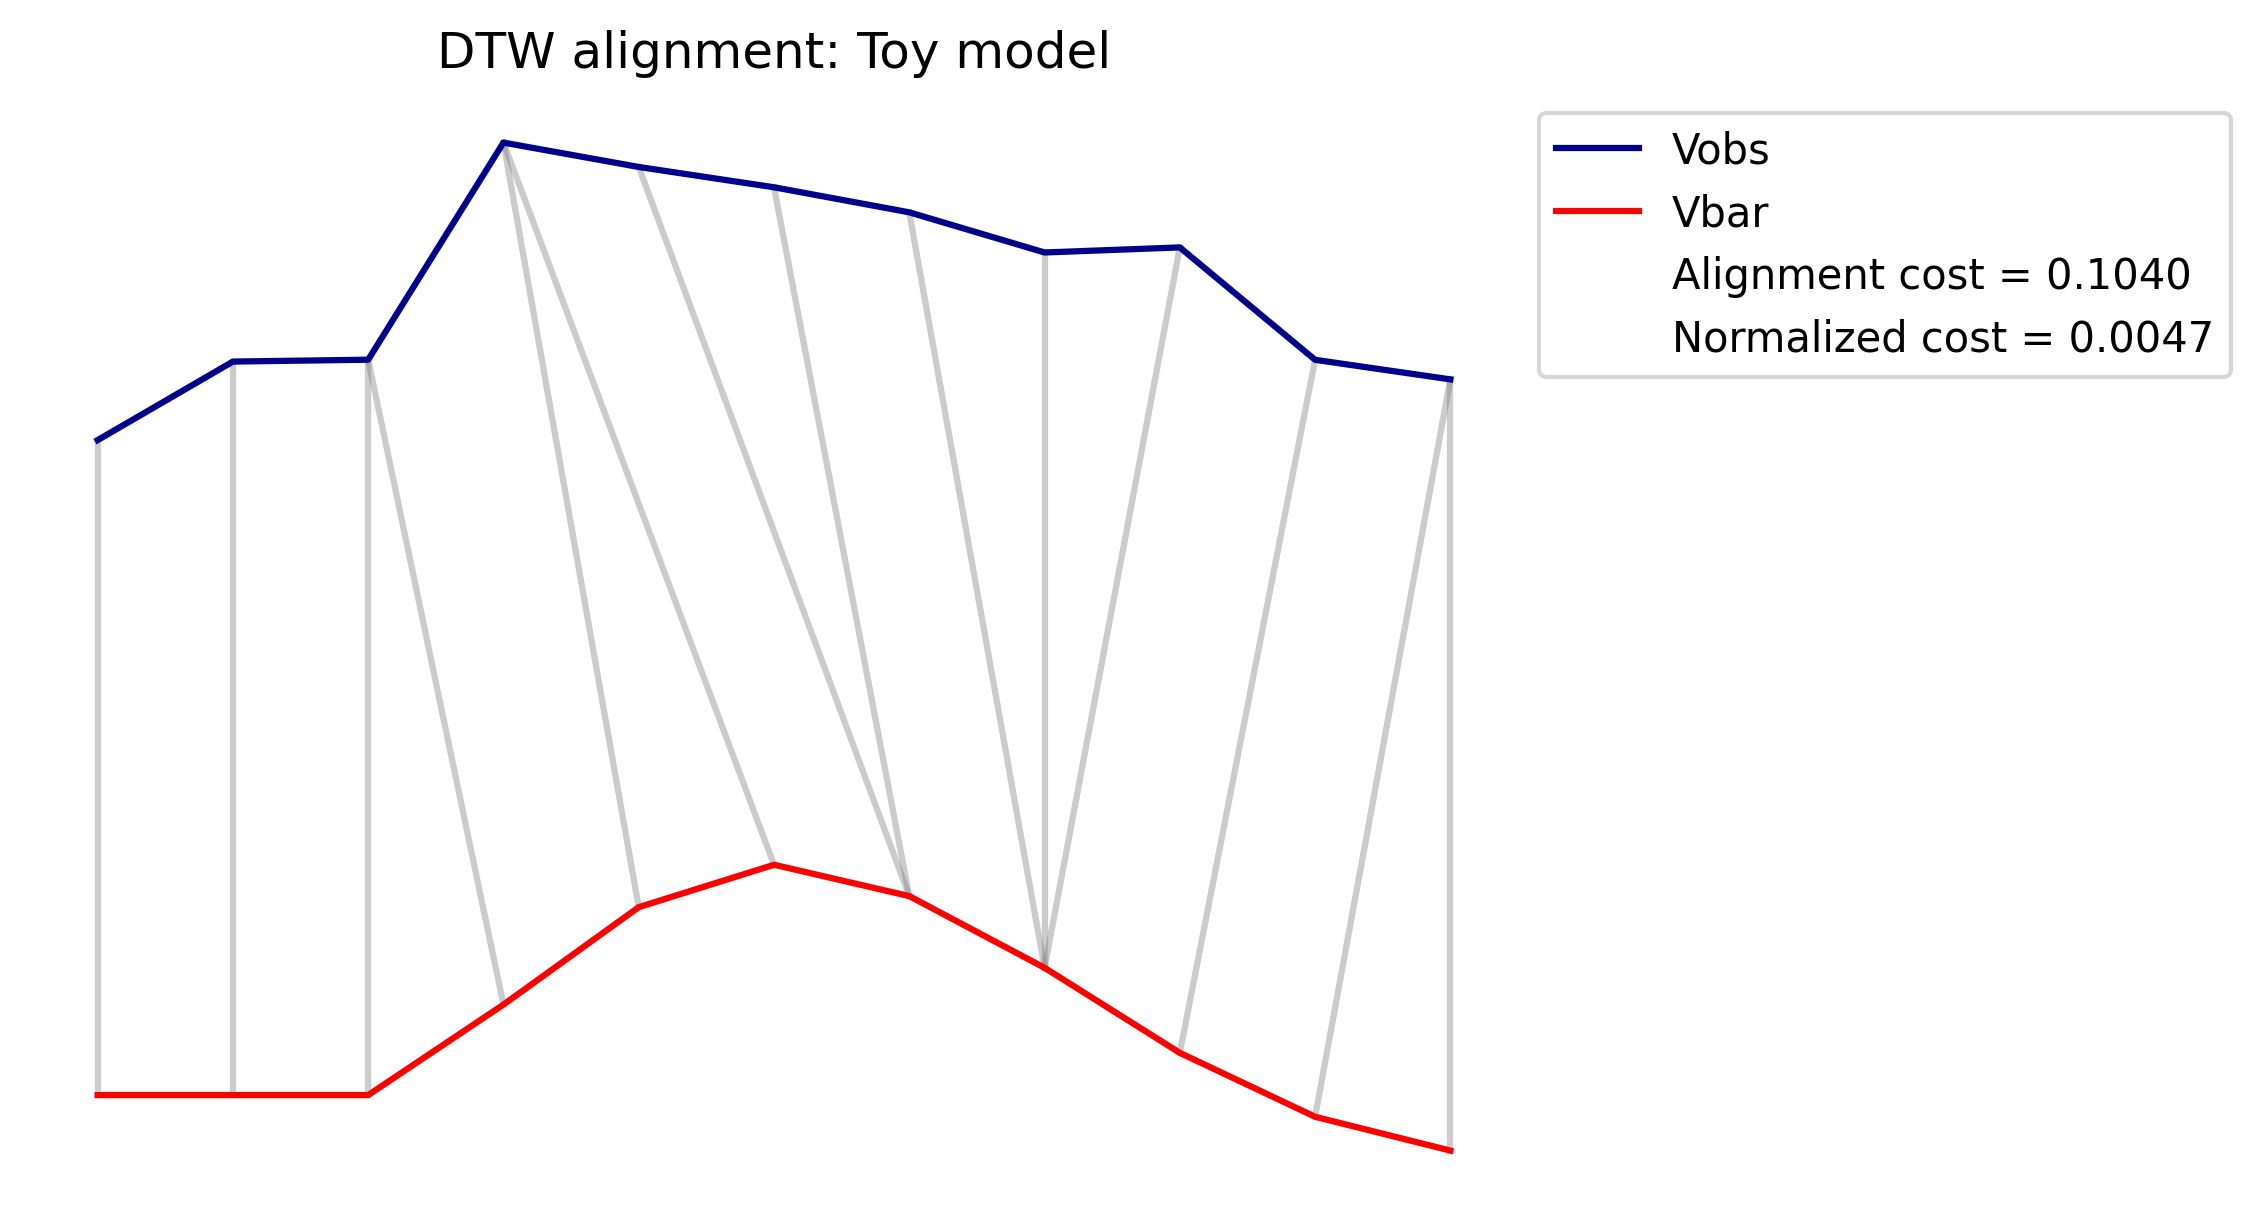 DTW alignment: Toy model
Vobs
Vbar
Alignment cost = 0.1040
Normalized cost = 0.0047